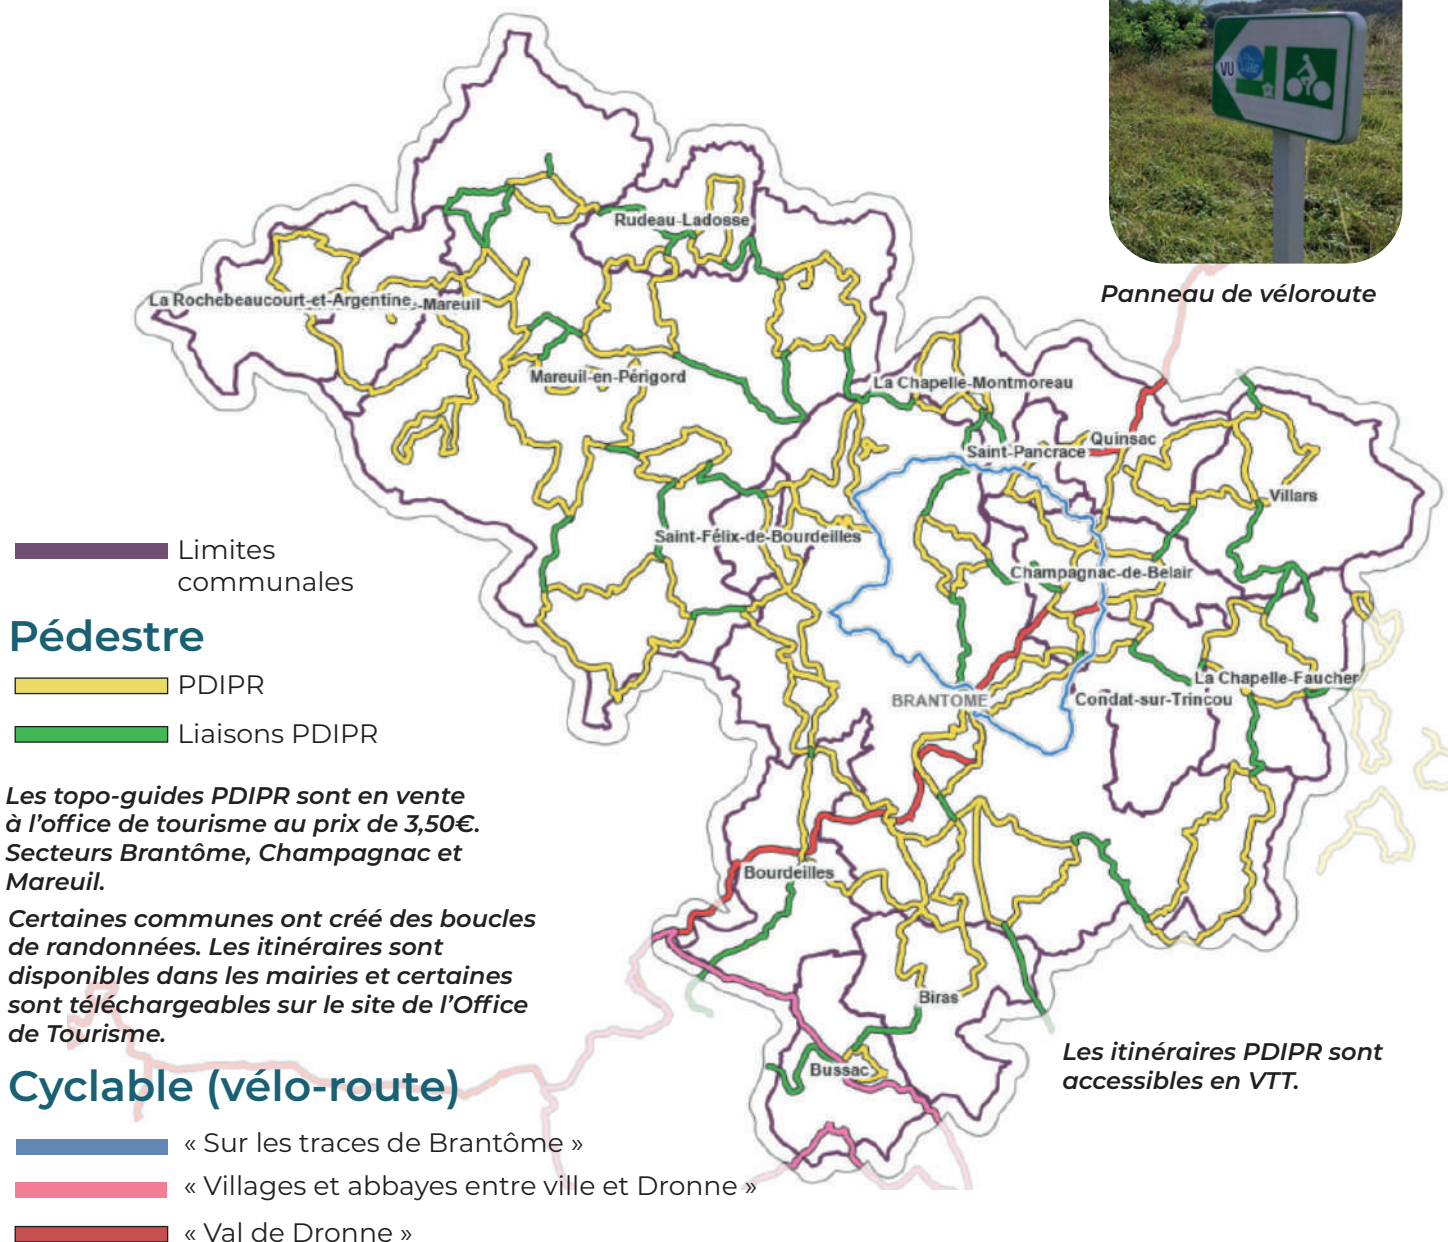 VU
Panneau de véloroute
Rudeau-Ladosse
La Rochebeaucourt-et-Argentine
-Mareuil
Mareuil-en-Périgord
La Chapelle-Montmoreau
Quinsac
Saint-Pancrace
Villars
Saint-Félix-de-Bourdeilles
Champagnac-de-Belair
La Chapelle-Faucher
BRANTOME
Condat-sur-Trincou
Bourdeilles
Biras
Bussac
Limites
communales
Pédestre
PDIPR
Liaisons PDIPR
Les topo-guides PDIPR sont en vente
à l’office de tourisme au prix de 3,50€.
Secteurs Brantôme, Champagnac et
Mareuil.
Certaines communes ont créé des boucles
de randonnées. Les itinéraires sont
disponibles dans les mairies et certaines
sont téléchargeables sur le site de l’Office
de Tourisme.
Les itinéraires PDIPR sont
accessibles en VTT.
Cyclable (vélo-route)
« Sur les traces de Brantôme »
« Villages et abbayes entre ville et Dronne »
« Val de Dronne »